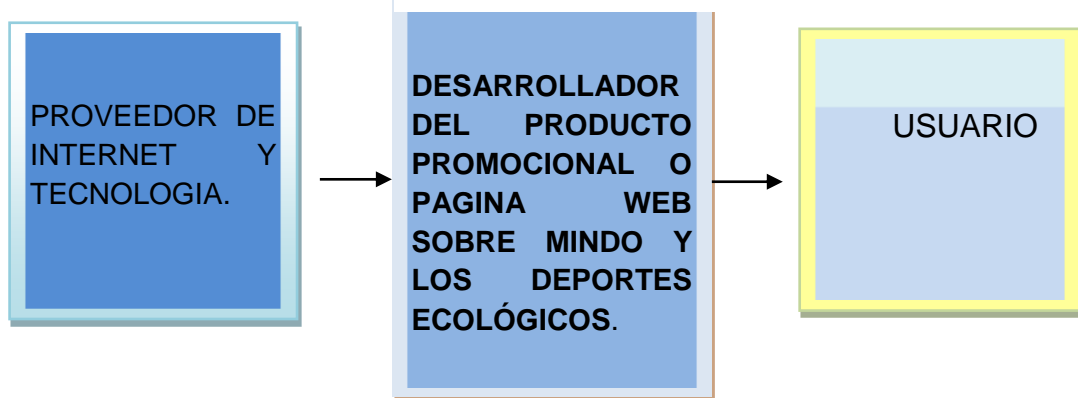 PROVEEDOR DE
INTERNET Y
TECNOLOGIA.
DESARROLLADOR
DEL PRODUCTO
PROMOCIONAL O
PAGINA WEB
SOBRE MINDO Y
LOS DEPORTES
ECOLÓGICOS.
USUARIO